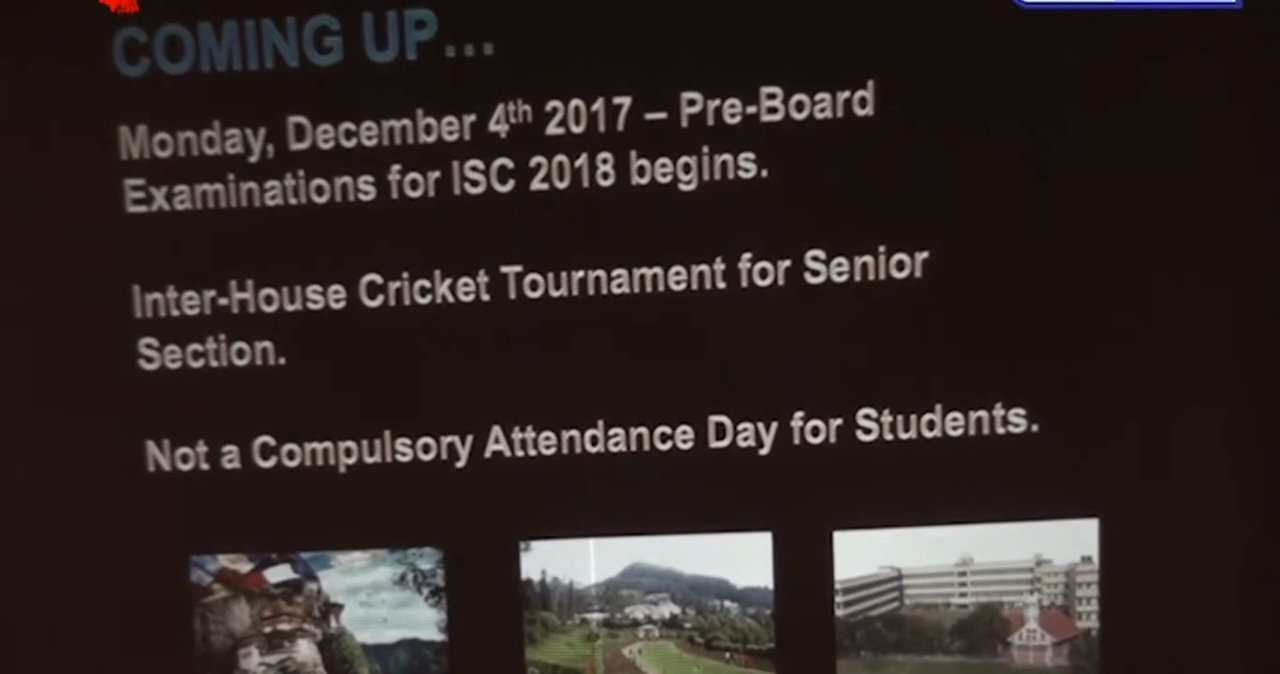 COMING UP...
Monday, December 4th 2017 – Pre-Board
Examinations for ISC 2018 begins.
Inter-House Cricket Tournament for Senior
Section.
Not a Compulsory Attendance Day for Students.